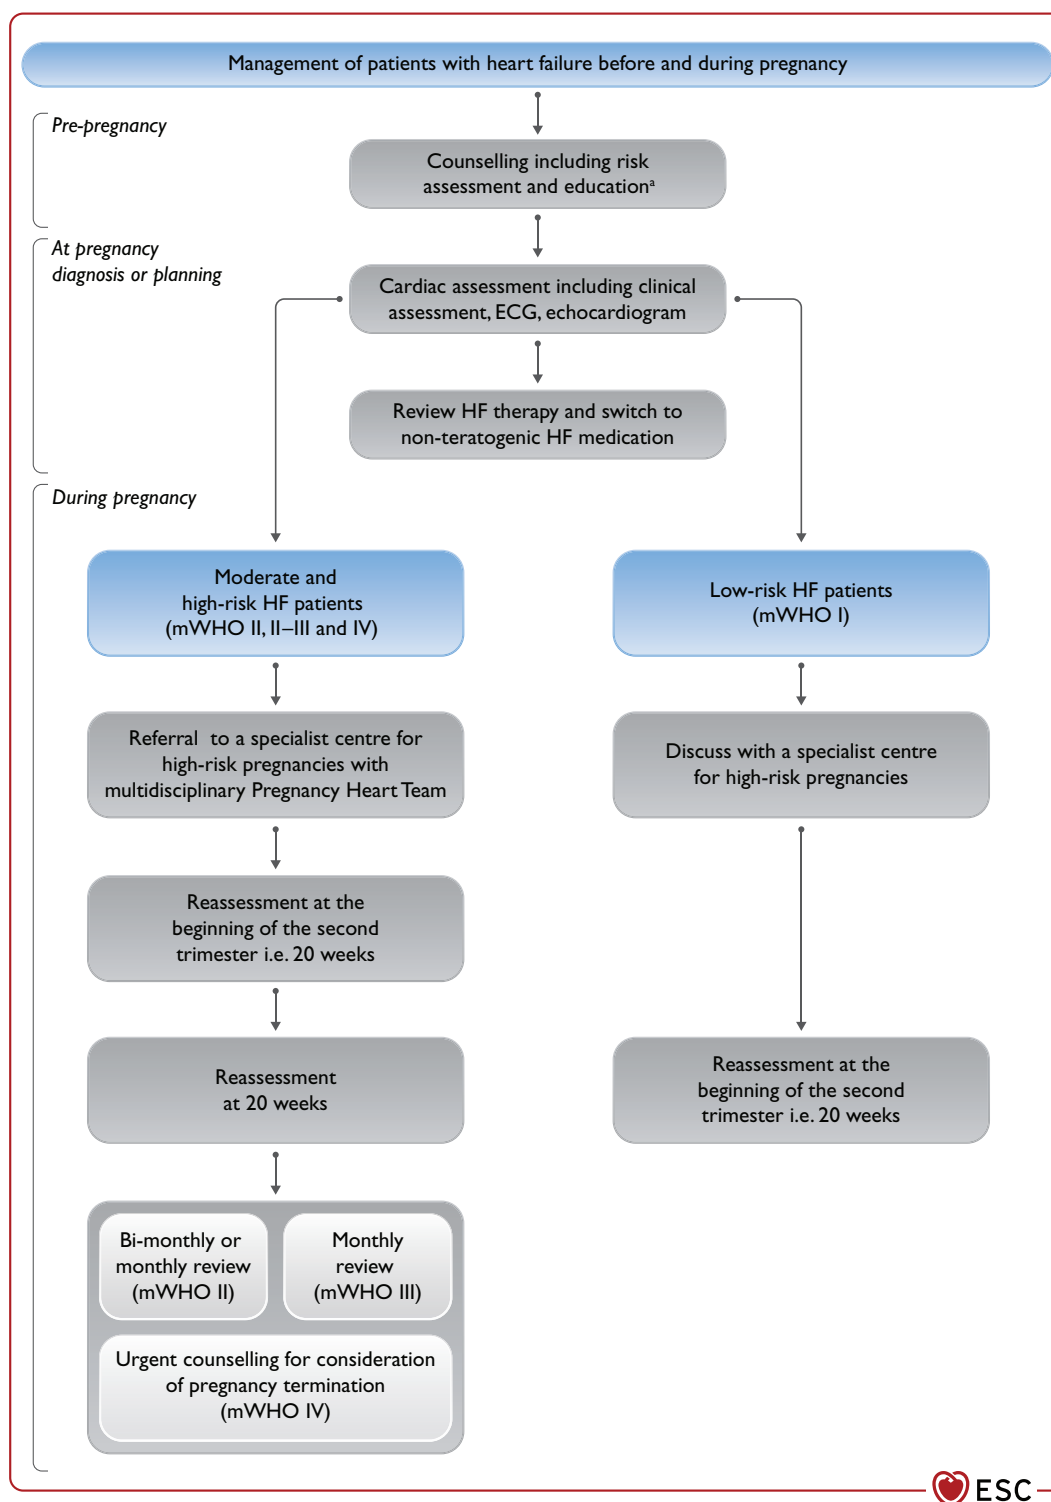 Management of patients with heart failure before and during pregnancy
Pre-pregnancy
Counselling including risk
assessment and educationᵃ
At pregnancy
diagnosis or planning
Cardiac assessment including clinical
assessment, ECG, echocardiogram
Review HF therapy and switch to
non-teratogenic HF medication
During pregnancy
Moderate and
high-risk HF patients
(mWHO II, II–III and IV)
Low-risk HF patients
(mWHO I)
Referral to a specialist centre for
high-risk pregnancies with
multidisciplinary Pregnancy Heart Team
Discuss with a specialist centre
for high-risk pregnancies
Reassessment at the
beginning of the second
trimester i.e. 20 weeks
Reassessment
at 20 weeks
Reassessment at the
beginning of the second
trimester i.e. 20 weeks
Bi-monthly or
monthly review
(mWHO II)
Monthly
review
(mWHO III)
Urgent counselling for consideration
of pregnancy termination
(mWHO IV)
ESC